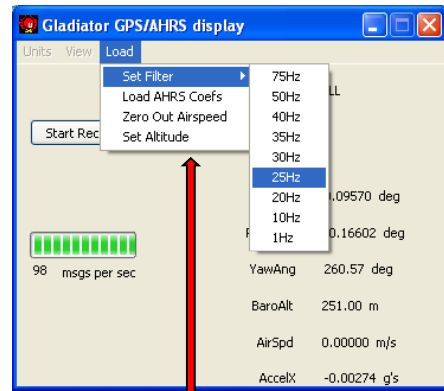 Gladiator GPS/AHRS display
Units View Load
Set Filter
Load AHRS Coefs
Zero Out Airspeed
Set Altitude
75Hz
50Hz
40Hz
35Hz
30Hz
25Hz
20Hz
10Hz
1Hz
Start Rec
.09570 deg
0.16602 deg
98 msgs per sec
YawAng 260.57 deg
BaroAlt 251.00 m
AirSpd 0.00000 m/s
AccelX -0.00274 g's